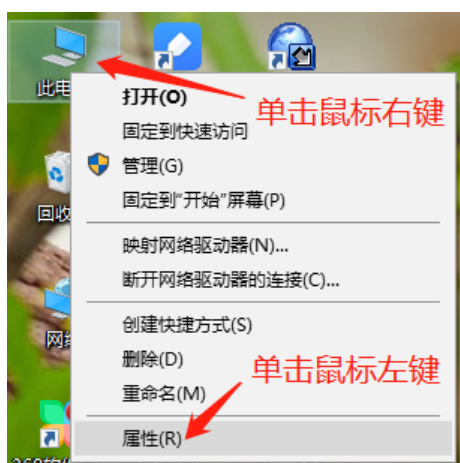 此电
打开(O)
单击鼠标右键
固定到快速访问
管理(G)
固定到"开始"屏幕(P)
回收
映射网络驱动器(N)...
断开网络驱动器的连接(C)...
创建快捷方式(S)
网络
删除(D)
单击鼠标左键
重命名(M)
属性(R)